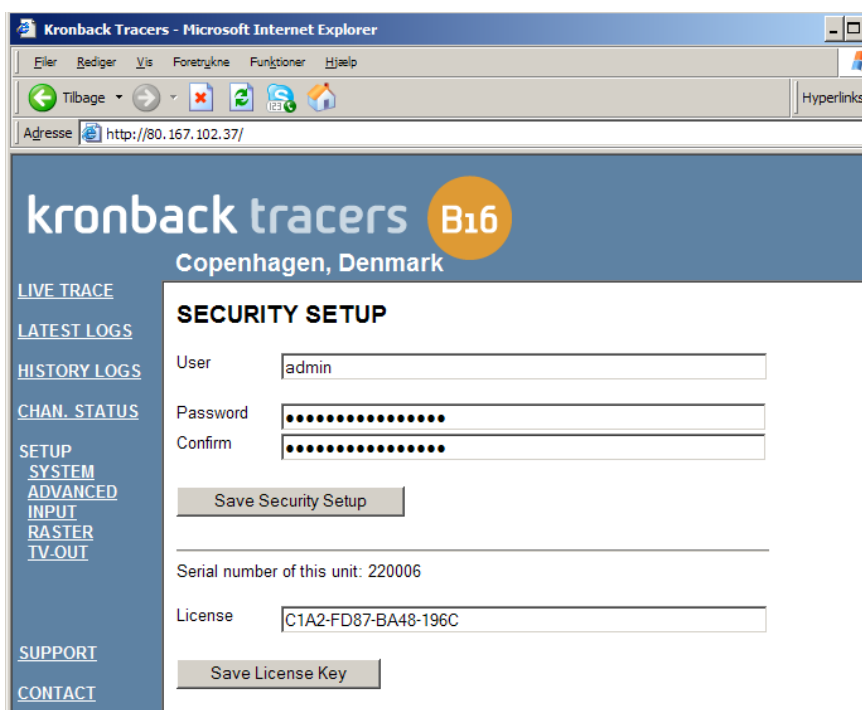 Kronback Tracers - Microsoft Internet Explorer
Filer Rediger Vis Foretrukne Funktioner Hjælp
Tilbage 123 Hyperlinks
Adresse http://80.167.102.37/
kronback tracers B16
Copenhagen, Denmark
LIVE TRACE
LATEST LOGS
HISTORY LOGS
CHAN. STATUS
SETUP
SYSTEM
ADVANCED
INPUT
RASTER
TV-OUT
SUPPORT
CONTACT
SECURITY SETUP
User admin
Password ••••••••••••••••
Confirm ••••••••••••••••
Save Security Setup
Serial number of this unit: 220006
License C1A2-FD87-BA48-196C
Save License Key